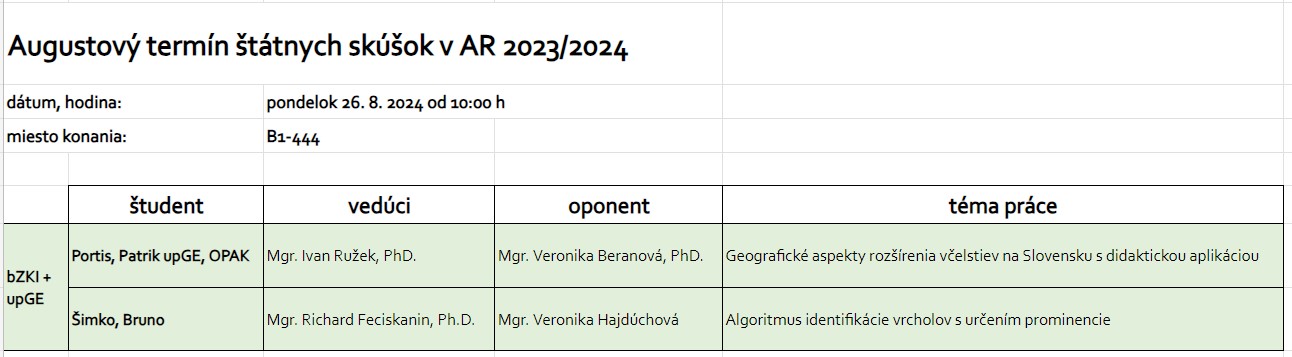 Augustový termín štátnych skúšok v AR 2023/2024
dátum, hodina: pondelok 26. 8. 2024 od 10:00 h
miesto konania: B1-444
študent vedúci oponent téma práce
bZKI + upGE
Portis, Patrik upGE, OPAK Mgr. Ivan Ružek, PhD. Mgr. Veronika Beranová, PhD. Geografické aspekty rozšírenia včelstiev na Slovensku s didaktickou aplikáciou
Šimko, Bruno Mgr. Richard Feciskanin, Ph.D. Mgr. Veronika Hajdúchová Algoritmus identifikácie vrcholov s určením prominencie